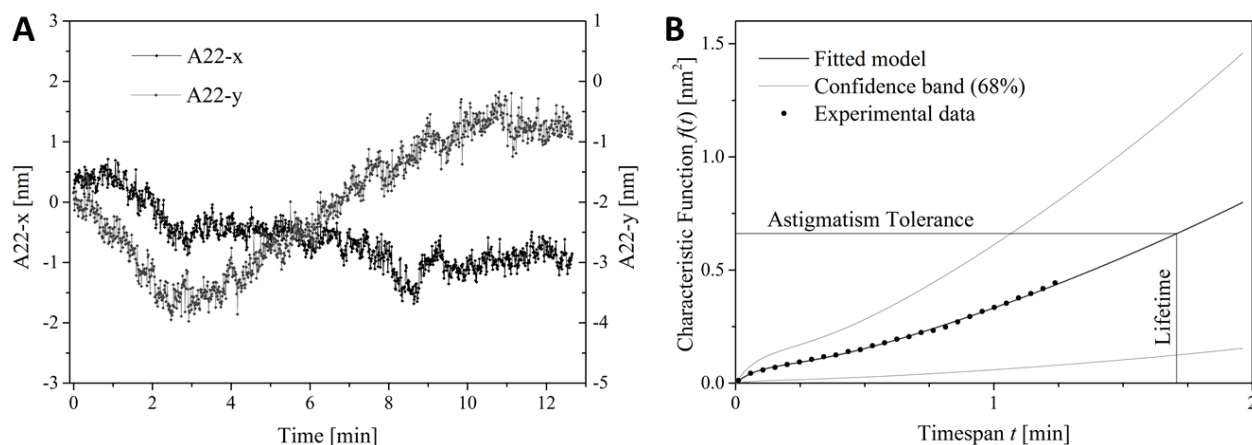 A
A22-x
A22-y
3
2
1
0
-1
-2
-3
A22-x [nm]
1
0
-1
-2
-3
-4
-5
A22-y [nm]
0
2
4
6
8
10
12
Time [min]
B
Fitted model
Confidence band (68%)
Experimental data
Astigmatism Tolerance
Lifetime
1.5
1.0
0.5
0.0
Characteristic Function f(t) [nm²]
0
1
2
Timespan t [min]